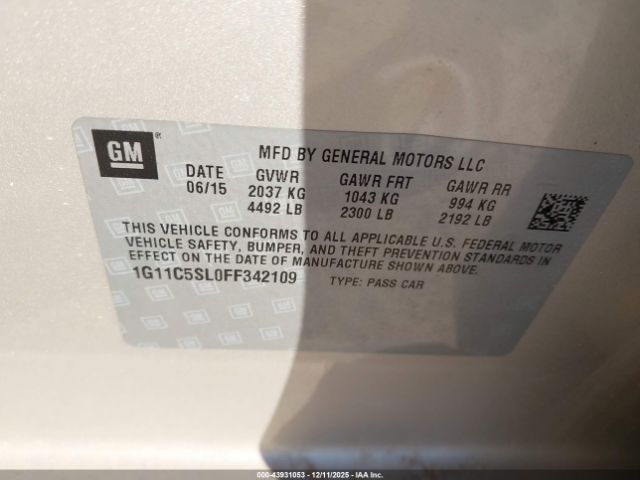 GM ®
MFD BY GENERAL MOTORS LLC
DATE GVWR GAWR FRT GAWR RR
06/15 2037 KG 1043 KG 994 KG
4492 LB 2300 LB 2192 LB
THIS VEHICLE CONFORMS TO ALL APPLICABLE U.S. FEDERAL MOTOR
VEHICLE SAFETY, BUMPER, AND THEFT PREVENTION STANDARDS IN
EFFECT ON THE DATE OF MANUFACTURE SHOWN ABOVE.
1G11C5SL0FF342109 TYPE: PASS CAR
000-43931053 - 12/11/2025 - IAA Inc.